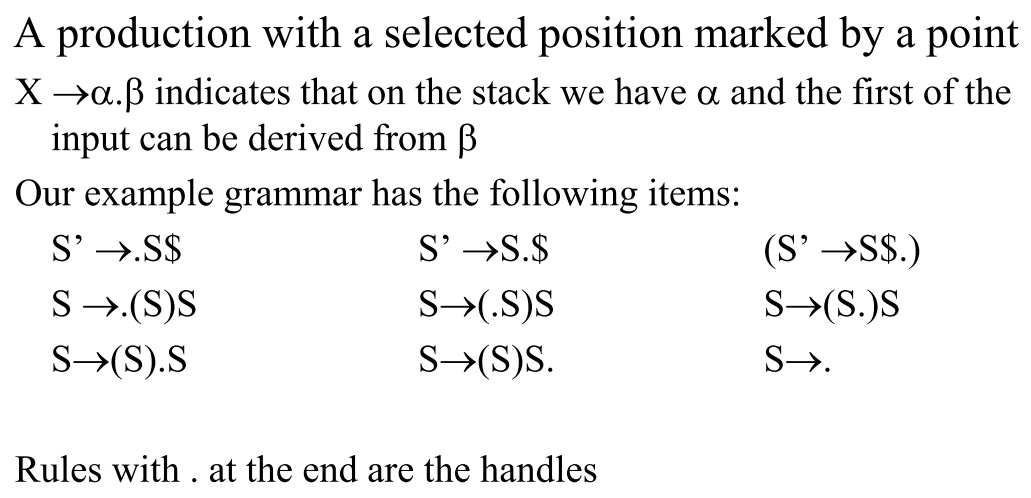 A production with a selected position marked by a point
X →α.β indicates that on the stack we have α and the first of the
input can be derived from β
Our example grammar has the following items:
S’ →.S$ S’ →S.$ (S’ →S$.)
S →.(S)S S→(.S)S S→(S.)S
S→(S).S S→(S)S. S→.
Rules with . at the end are the handles